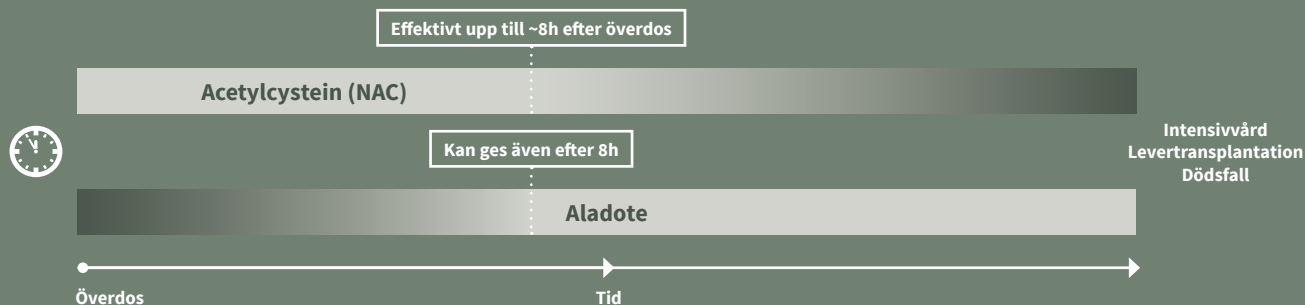 Effektivt upp till ~8h efter överdos
Acetylcystein (NAC)
Kan ges även efter 8h
Intensivvård
Levertransplantation
Dödsfall
Aladote
Överdos
Tid